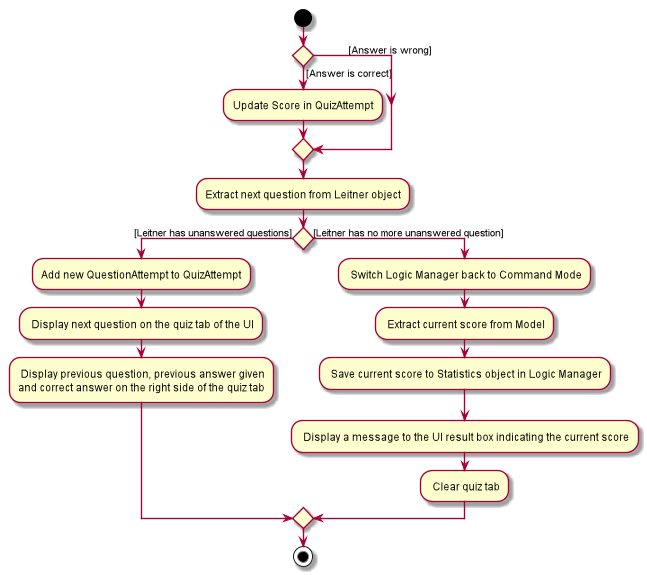 [Answer is wrong]
[Answer is correct]
Update Score in QuizAttempt
Extract next question from Leitner object
[Leitner has unanswered questions]
[Leitner has no more unanswered question]
Add new QuestionAttempt to QuizAttempt
Display next question on the quiz tab of the UI
Display previous question, previous answer given
and correct answer on the right side of the quiz tab
Switch Logic Manager back to Command Mode
Extract current score from Model
Save current score to Statistics object in Logic Manager
Display a message to the UI result box indicating the current score
Clear quiz tab